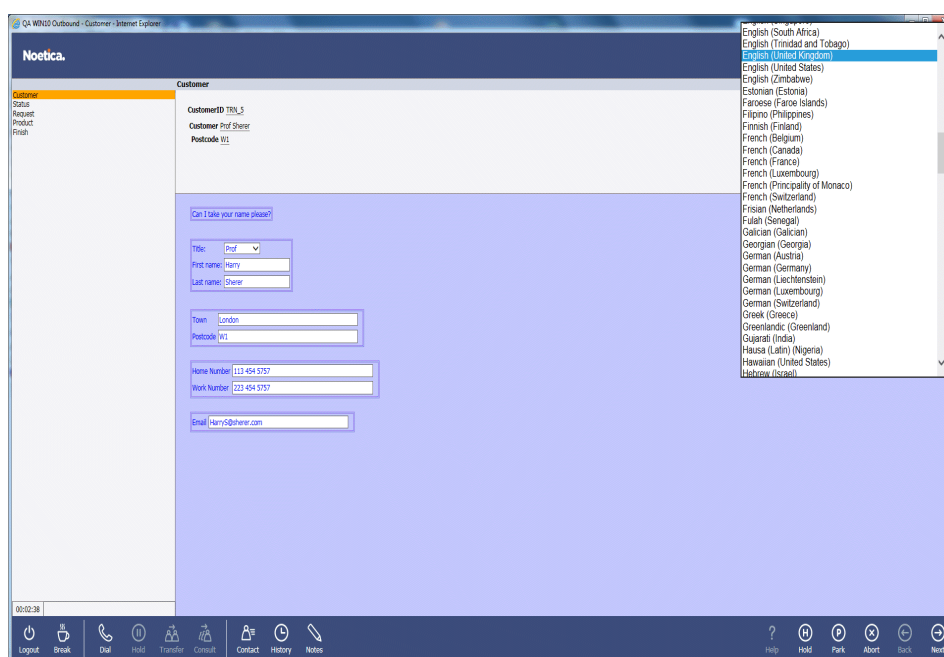 QA WIN10 Outbound - Customer - Internet Explorer
Noetica.
Customer
Status
Request
Product
Finish
Customer
CustomerID TRN_5
Customer Prof Sherer
Postcode W1
Can I take your name please?
Title: Prof
First name: Harry
Last name: Sherer
Town London
Postcode W1
Home Number 113 454 5757
Work Number 223 454 5757
Email HarryS@sherer.com
English (Singapore)
English (South Africa)
English (Trinidad and Tobago)
English (United Kingdom)
English (United States)
English (Zimbabwe)
Estonian (Estonia)
Faroese (Faroe Islands)
Filipino (Philippines)
Finnish (Finland)
French (Belgium)
French (Canada)
French (France)
French (Luxembourg)
French (Principality of Monaco)
French (Switzerland)
Frisian (Netherlands)
Fulah (Senegal)
Galician (Galician)
Georgian (Georgia)
German (Austria)
German (Germany)
German (Liechtenstein)
German (Luxembourg)
German (Switzerland)
Greek (Greece)
Greenlandic (Greenland)
Gujarati (India)
Hausa (Latin) (Nigeria)
Hawaiian (United States)
Hebrew (Israel)
00:02:38
Logout Break Dial Hold Transfer Consult Contact History Notes Help Hold Park Abort Back Next